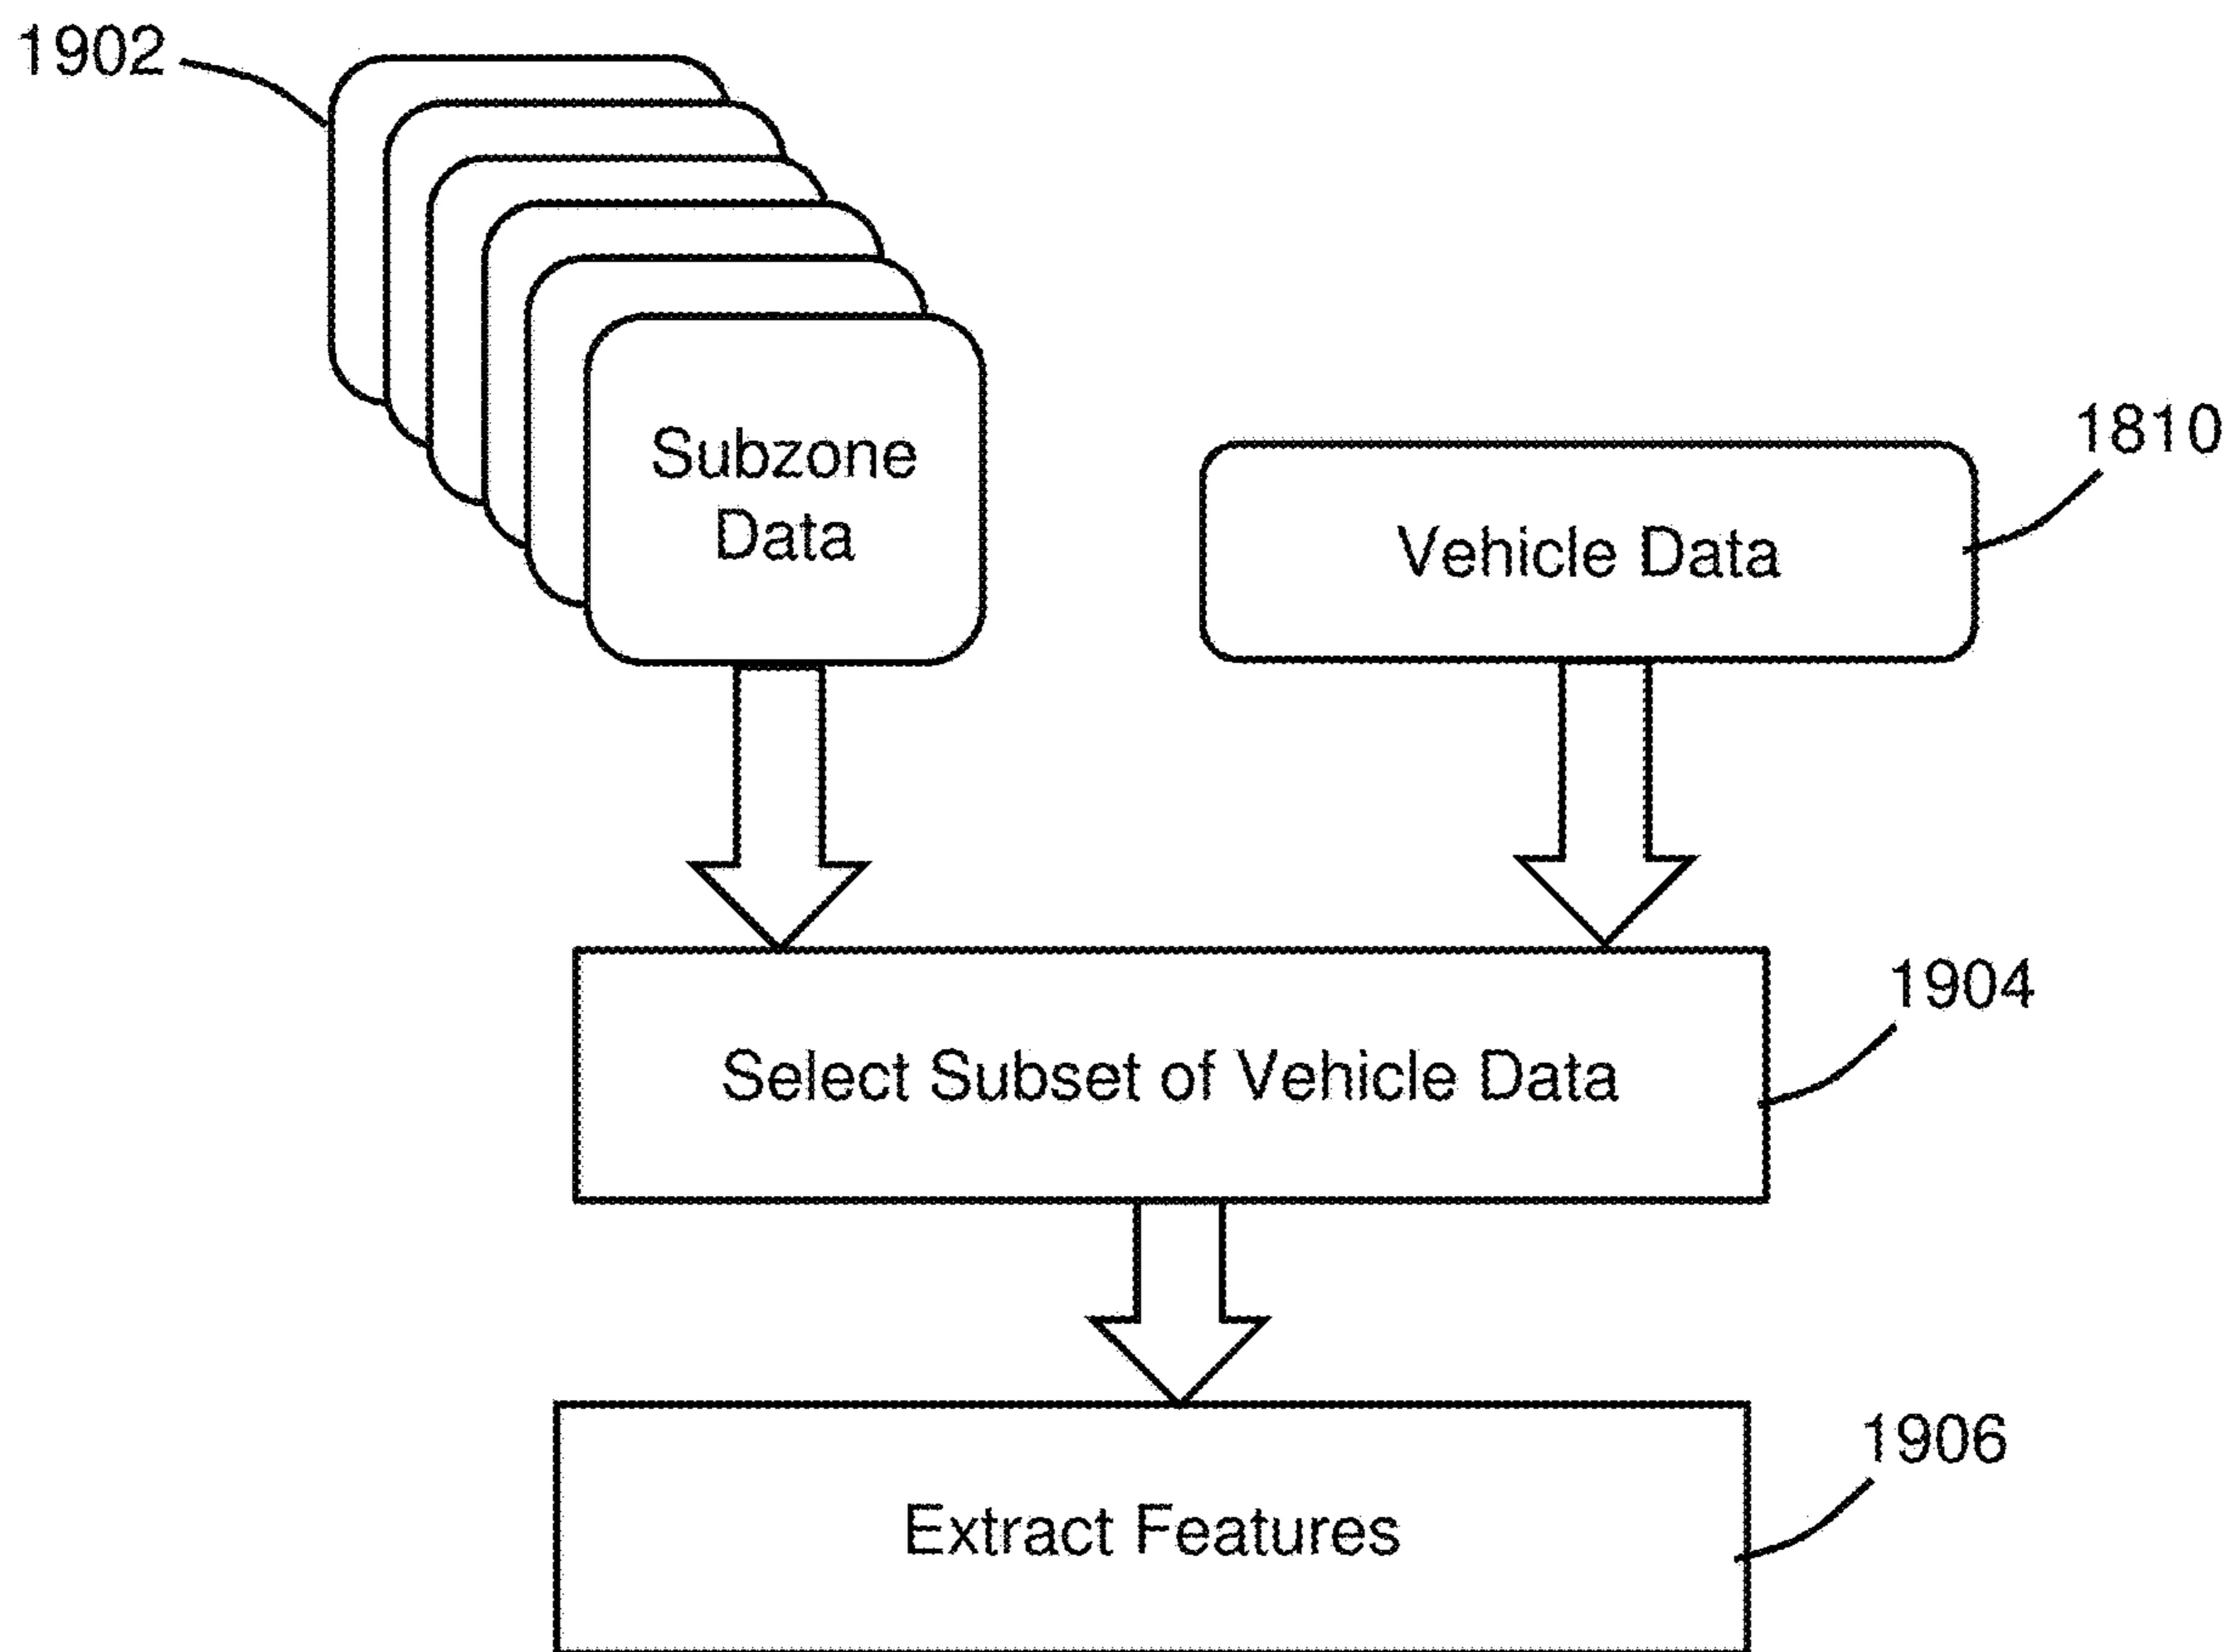 1902
Subzone
Data
1810
Vehicle Data
1904
Select Subset of Vehicle Data
1906
Extract Features